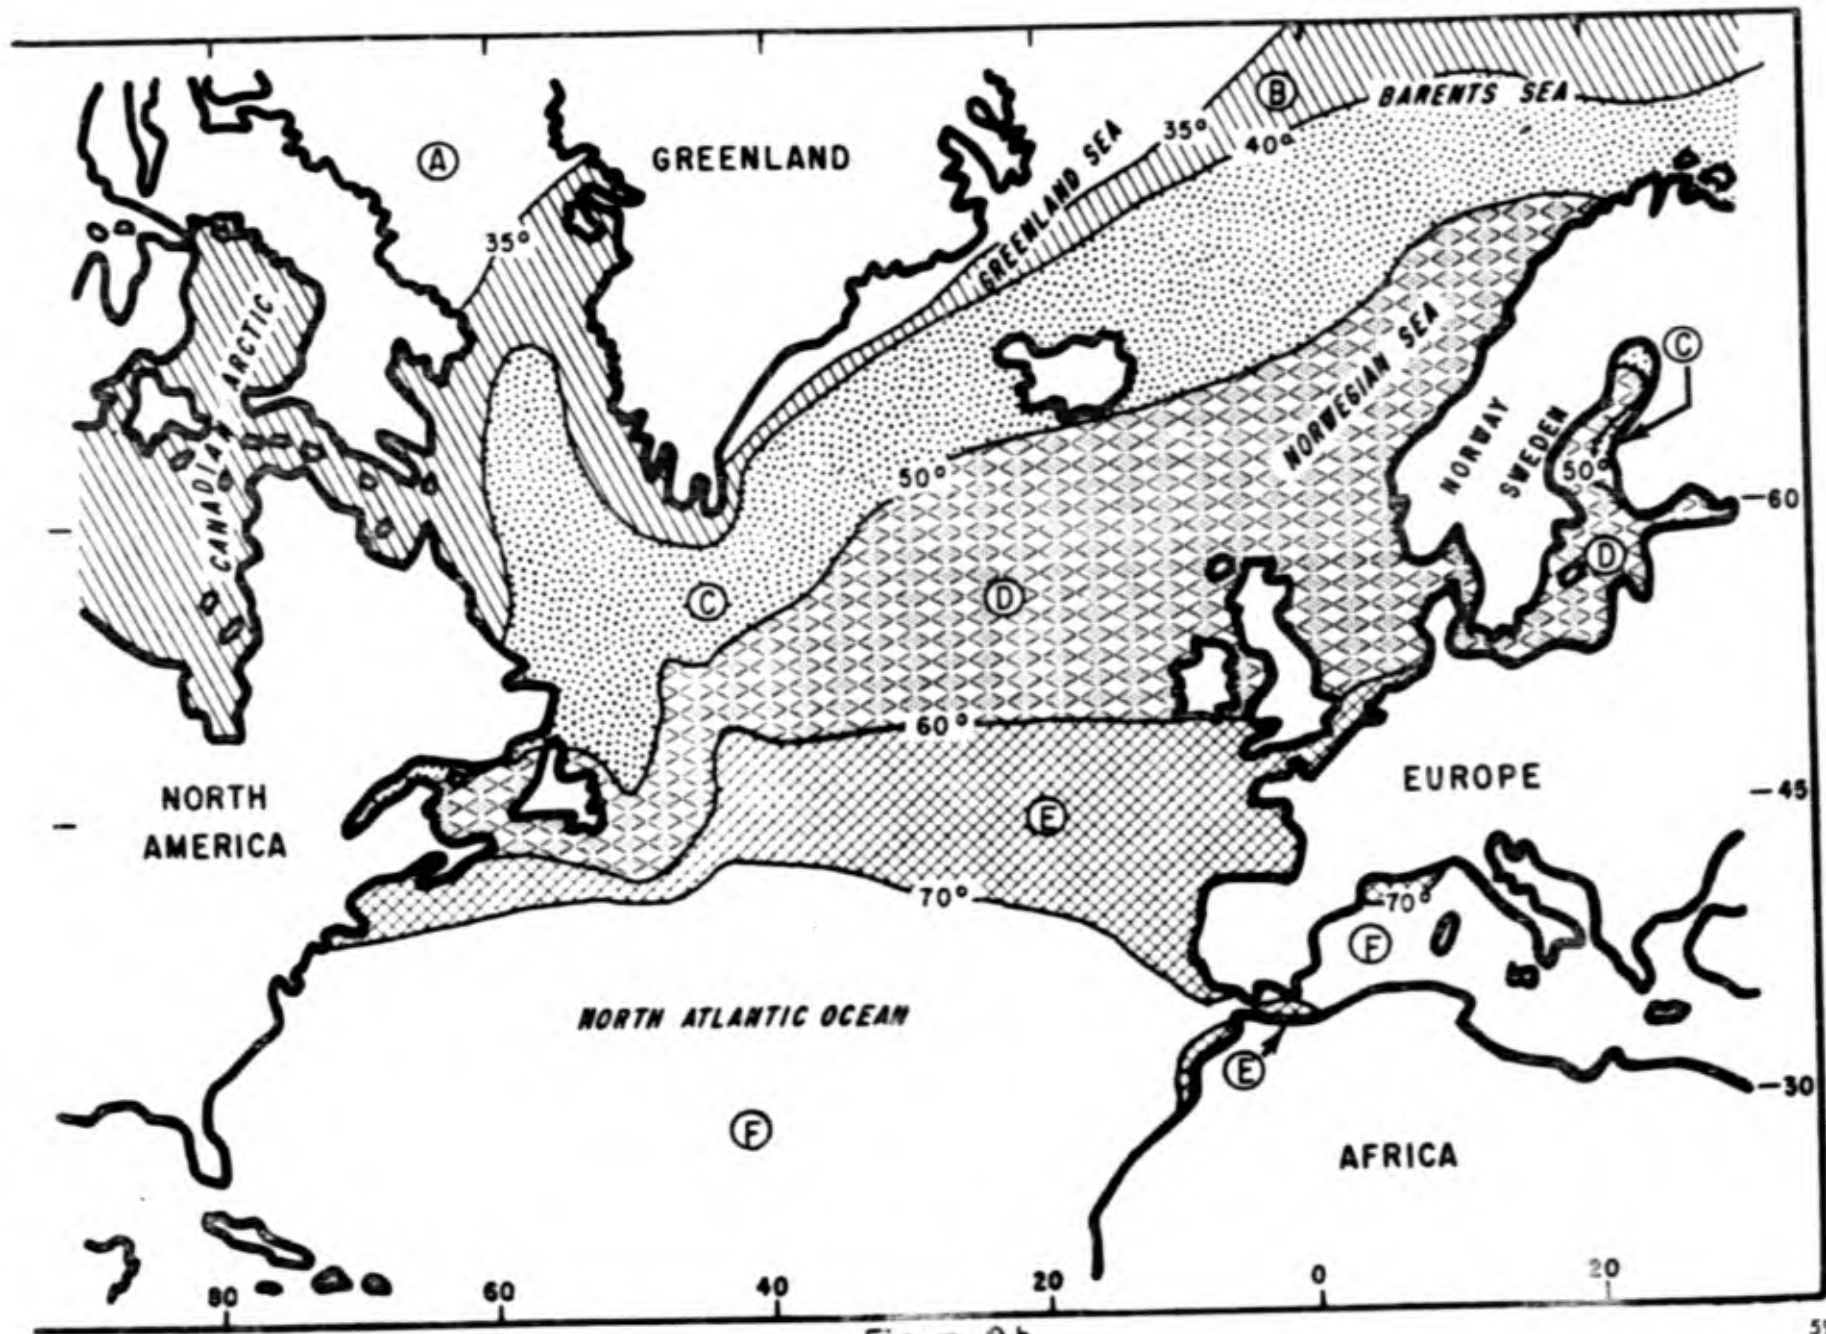 B
BARENTS SEA
A
GREENLAND
GREENLAND SEA
35°
40°
35°
CANADIAN ARCTIC
NORWEGIAN SEA
C
NORWAY
SWEDEN
50°
50°
60
D
C
D
60°
NORTH
AMERICA
EUROPE
45
E
70°
70°
F
NORTH ATLANTIC OCEAN
E
30
F
AFRICA
80
60
40
20
0
20